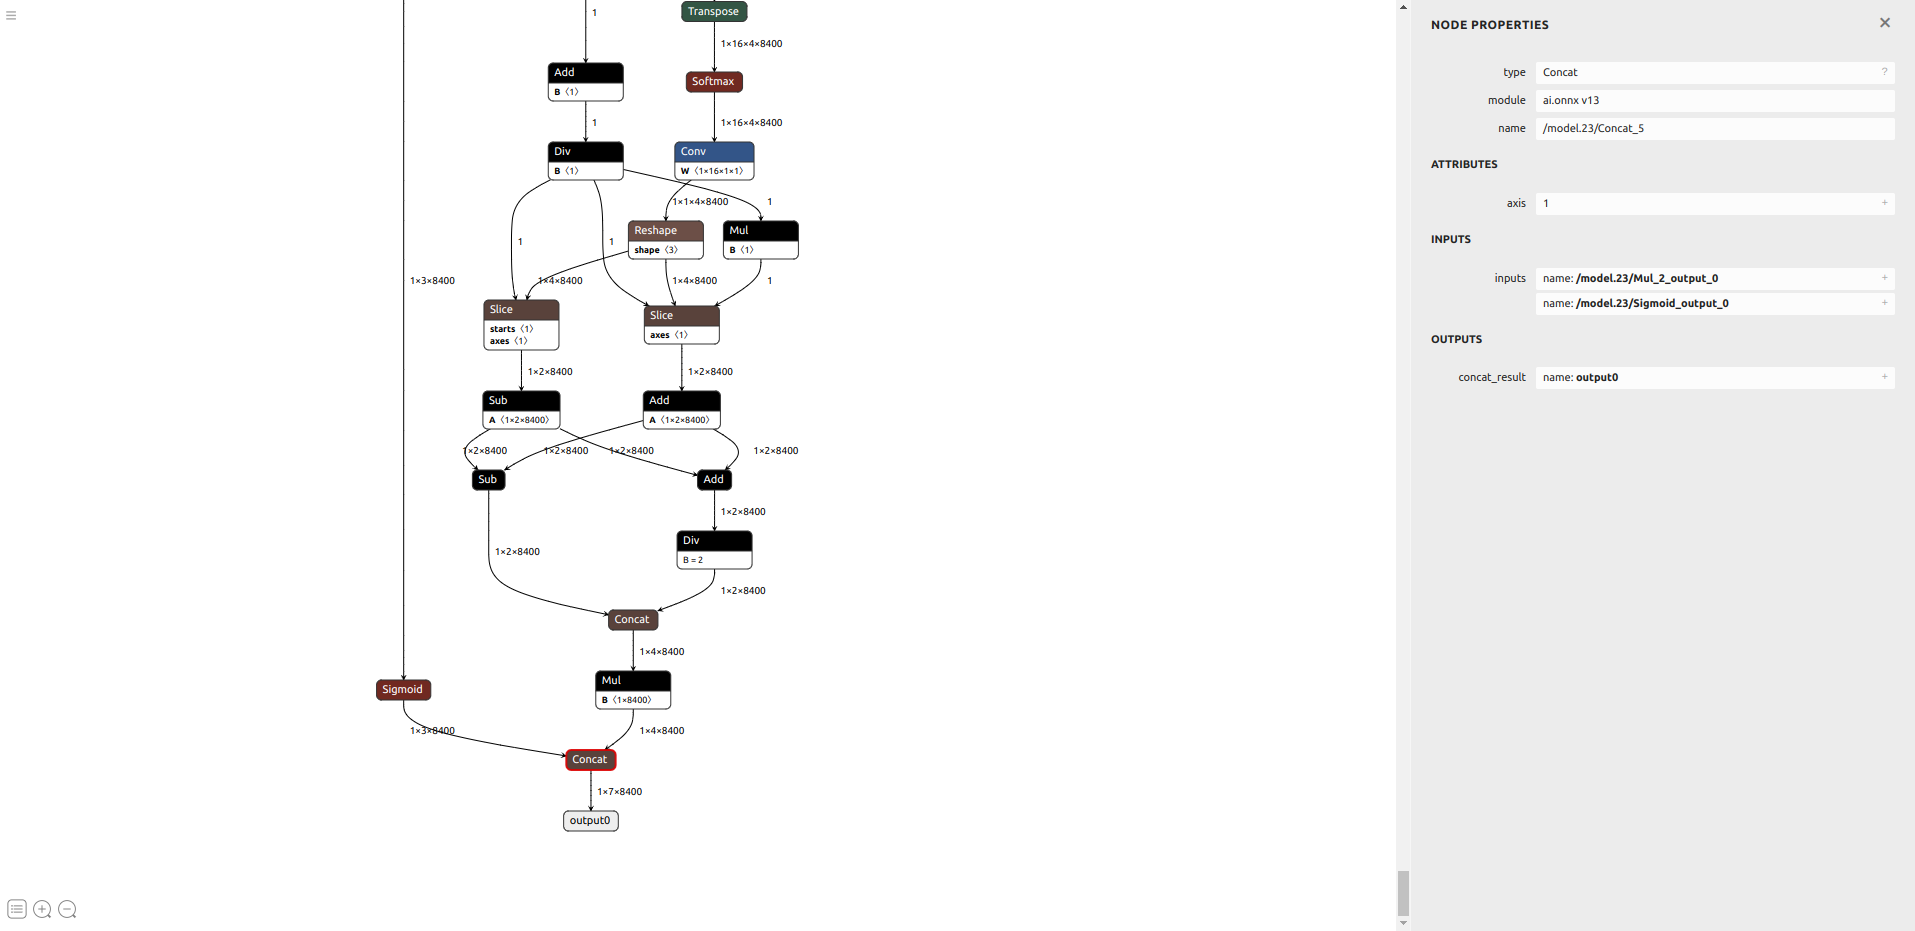 1
Transpose
1×16×4×8400
Add
B ⟨1⟩
Softmax
1
1×16×4×8400
Div
B ⟨1⟩
Conv
W ⟨1×16×1×1⟩
1×1×4×8400
1
Reshape
shape ⟨3⟩
Mul
B ⟨1⟩
1
1
1×3×8400
1×4×8400
1×4×8400
1
Slice
starts ⟨1⟩
axes ⟨1⟩
Slice
axes ⟨1⟩
1×2×8400
1×2×8400
Sub
A ⟨1×2×8400⟩
Add
A ⟨1×2×8400⟩
1×2×8400
1×2×8400
1×2×8400
1×2×8400
Sub
Add
1×2×8400
Div
B = 2
1×2×8400
1×2×8400
Concat
1×4×8400
Mul
B ⟨1×8400⟩
Sigmoid
1×3×8400
1×4×8400
Concat
1×7×8400
output0
NODE PROPERTIES
×
type Concat ?
module ai.onnx v13
name /model.23/Concat_5
ATTRIBUTES
axis 1 +
INPUTS
inputs name: /model.23/Mul_2_output_0 +
name: /model.23/Sigmoid_output_0 +
OUTPUTS
concat_result name: output0 +